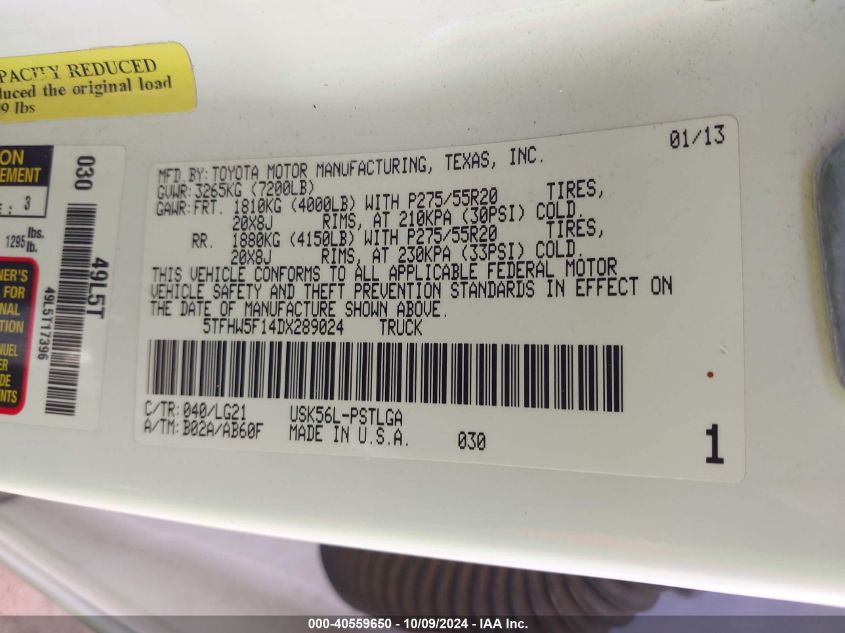 PACITY REDUCED
duced the original load
9 lbs
ION
EMENT
: 3
1295 lbs.
lb.
NER'S
FOR
NAL
TION
NUEL
ER
DE
ENTS
030
49L5T
49L5T17396
01/13
MFD BY: TOYOTA MOTOR MANUFACTURING, TEXAS, INC.
GVWR: 3265KG (7200LB)
GAWR: FRT. 1810KG (4000LB) WITH P275/55R20 TIRES,
20X8J RIMS, AT 210KPA (30PSI) COLD.
RR. 1880KG (4150LB) WITH P275/55R20 TIRES,
20X8J RIMS, AT 230KPA (33PSI) COLD.
THIS VEHICLE CONFORMS TO ALL APPLICABLE FEDERAL MOTOR
VEHICLE SAFETY AND THEFT PREVENTION STANDARDS IN EFFECT ON
THE DATE OF MANUFACTURE SHOWN ABOVE.
5TFHW5F14DX289024 TRUCK
C/TR: 040/LG21 USK56L-PSTLGA
A/TM: B02A/AB60F MADE IN U.S.A. 030
1
000-40559650 - 10/09/2024 - IAA Inc.